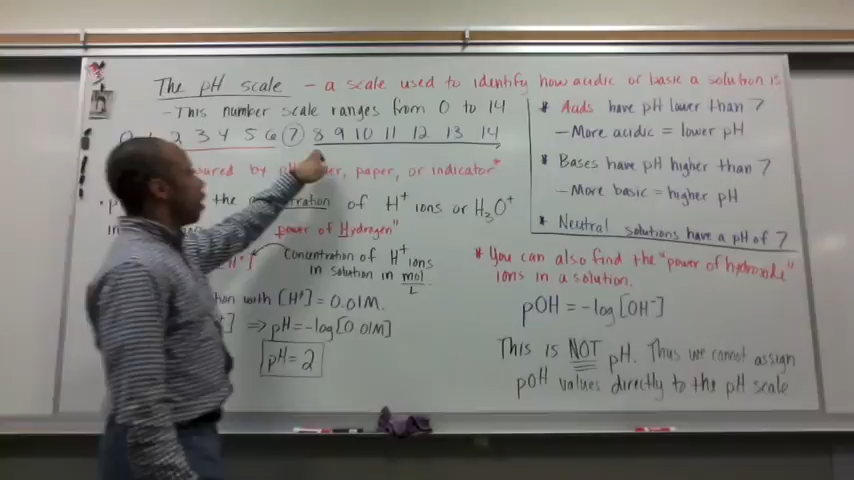 The pH scale - a scale used to identify how acidic or basic a solution is
- This number scale ranges from 0 to 14
2 3 4 5 6 7 8 9 10 11 12 13 14
paper, or indicator*
the of H+ ions or H3O+
"power of Hydrogen"
Concentration of H+ ions
in solution in mol/L
with [H+] = 0.01M.
⇒ pH = -log[0.01M]
pH = 2
* Acids have pH lower than 7
- More acidic = lower pH
* Bases have pH higher than 7
- More basic = higher pH
* Neutral solutions have a pH of 7
* You can also find the "power of hydroxide"
ions in a solution.
pOH = -log[OH-]
This is NOT pH. Thus we cannot assign
pOH values directly to the pH scale